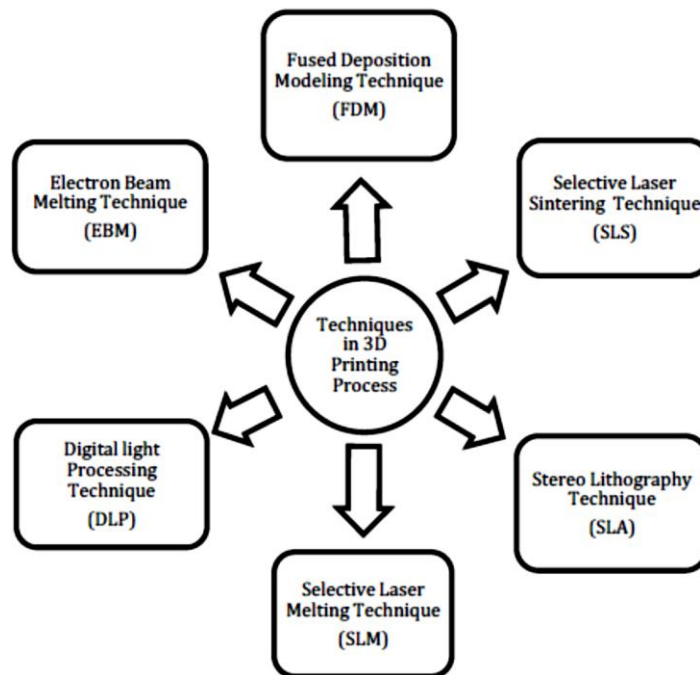 Fused Deposition
Modeling Technique
(FDM)
Electron Beam
Melting Technique
(EBM)
Selective Laser
Sintering Technique
(SLS)
Techniques
in 3D
Printing
Process
Digital light
Processing
Technique
(DLP)
Stereo Lithography
Technique
(SLA)
Selective Laser
Melting Technique
(SLM)